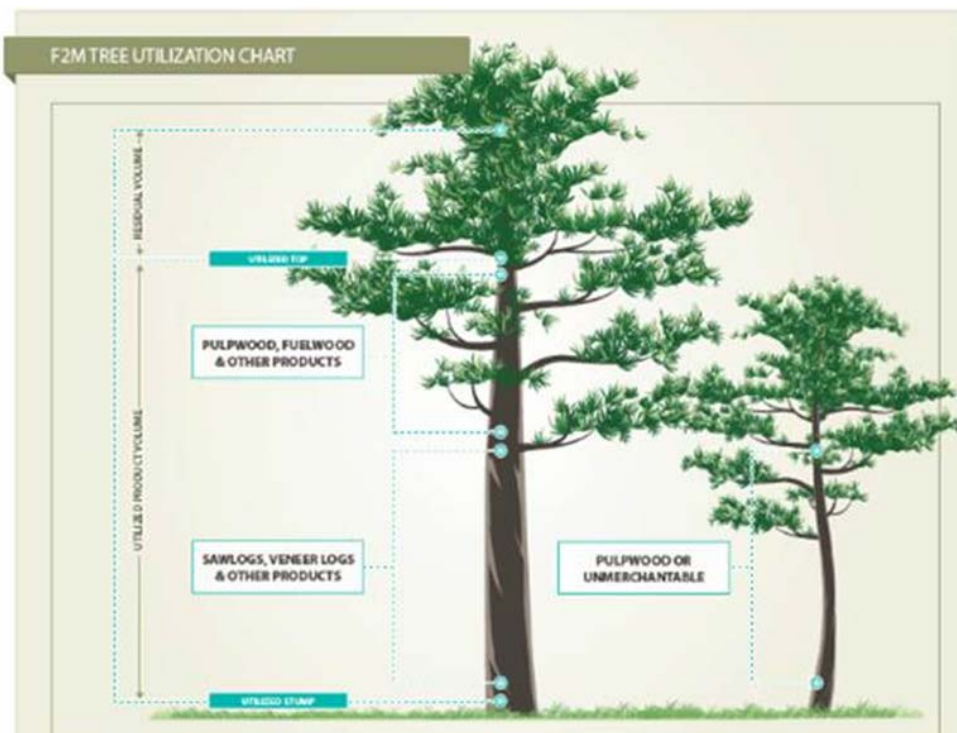 F2M TREE UTILIZATION CHART
RESIDUAL VOLUME
UTILIZED TOP
PULPWOOD, FUELWOOD
& OTHER PRODUCTS
UTILIZED PRODUCT VOLUME
SAWLOGS, VENEER LOGS
& OTHER PRODUCTS
PULPWOOD OR
UNMERCHANTABLE
UTILIZED STUMP